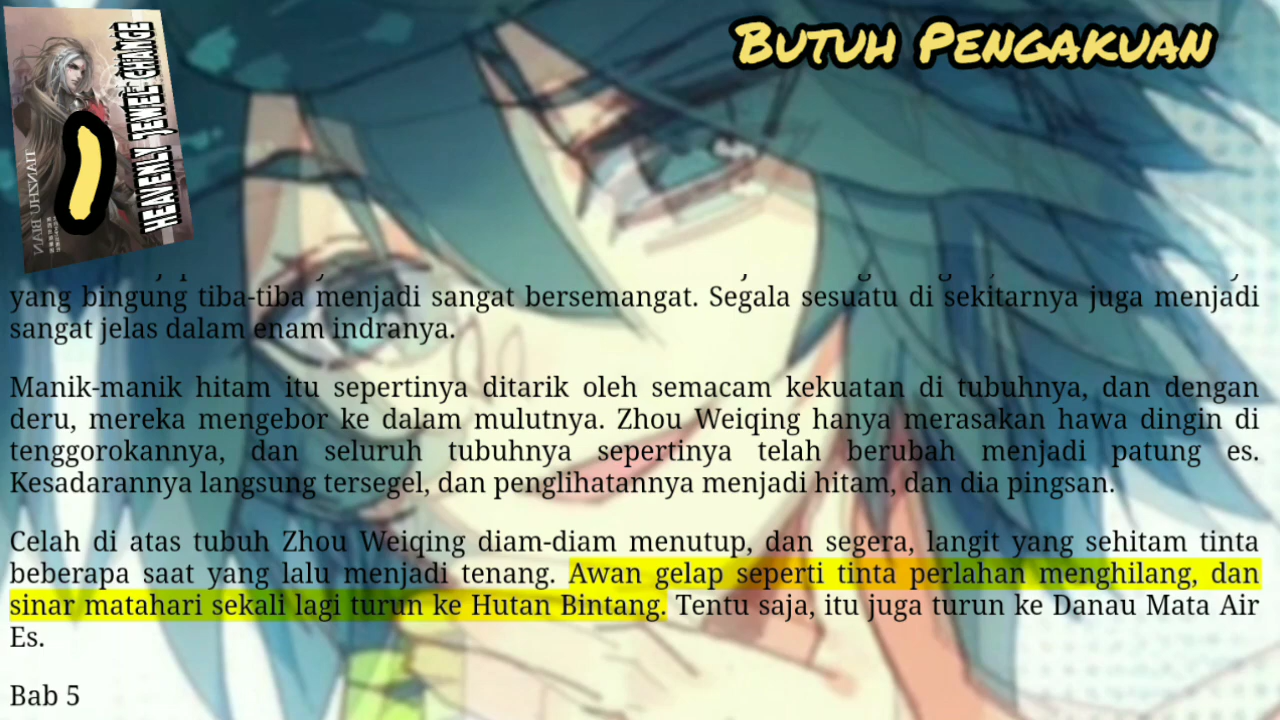 BUTUH PENGAKUAN
HEAVENLY JEWEL CHANGE
TIANZHU BIAN
yang bingung tiba-tiba menjadi sangat bersemangat. Segala sesuatu di sekitarnya juga menjadi
sangat jelas dalam enam indranya.
Manik-manik hitam itu sepertinya ditarik oleh semacam kekuatan di tubuhnya, dan dengan
deru, mereka mengebor ke dalam mulutnya. Zhou Weiqing hanya merasakan hawa dingin di
tenggorokannya, dan seluruh tubuhnya sepertinya telah berubah menjadi patung es.
Kesadarannya langsung tersegel, dan penglihatannya menjadi hitam, dan dia pingsan.
Celah di atas tubuh Zhou Weiqing diam-diam menutup, dan segera, langit yang sehitam tinta
beberapa saat yang lalu menjadi tenang. Awan gelap seperti tinta perlahan menghilang, dan
sinar matahari sekali lagi turun ke Hutan Bintang. Tentu saja, itu juga turun ke Danau Mata Air
Es.
Bab 5